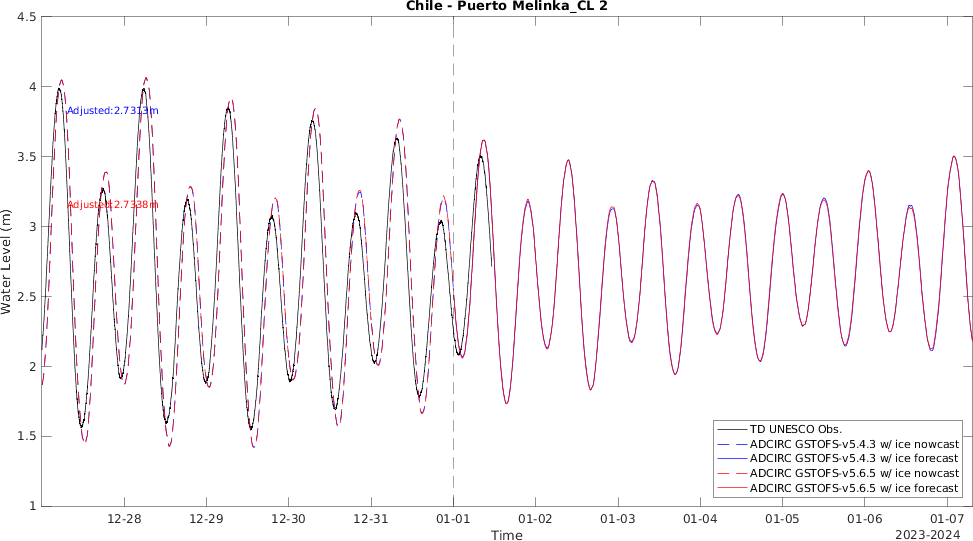 Chile - Puerto Melinka_CL 2
4.5
4
3.5
3
2.5
2
1.5
1
Water Level (m)
Adjusted:2.7313m
Adjusted:2.7338m
TD UNESCO Obs.
ADCIRC GSTOFS-v5.4.3 w/ ice nowcast
ADCIRC GSTOFS-v5.4.3 w/ ice forecast
ADCIRC GSTOFS-v5.6.5 w/ ice nowcast
ADCIRC GSTOFS-v5.6.5 w/ ice forecast
12-28 12-29 12-30 12-31 01-01 01-02 01-03 01-04 01-05 01-06 01-07
Time
2023-2024